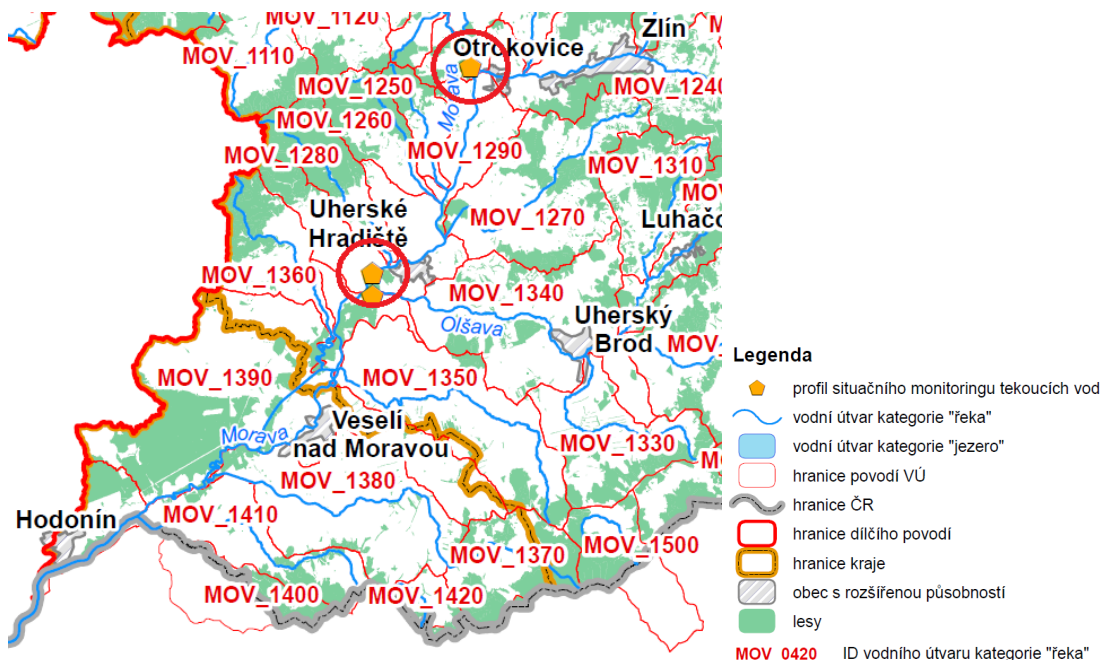 MOV_1120
Zlín
Otrokovice
MOV_1110
Morava
MOV_1250
MOV_1240
MOV_1260
MOV_1290
MOV_1280
MOV_1310
MOV
Uherské
Hradiště
MOV_1270
Luhačo
MOV_1360
MOV_1340
Olšava
Uherský
Brod
MOV_
MOV_1390
MOV_1350
Veselí
nad Moravou
Morava
MOV_1330
MOV_1380
Hodonín
MOV_1410
MOV_1370
MOV_1500
MOV_1400
MOV_1420
Legenda
profil situačního monitoringu tekoucích vod
vodní útvar kategorie "řeka"
vodní útvar kategorie "jezero"
hranice povodí VÚ
hranice ČR
hranice dílčího povodí
hranice kraje
obec s rozšířenou působností
lesy
MOV_0420 ID vodního útvaru kategorie "řeka"